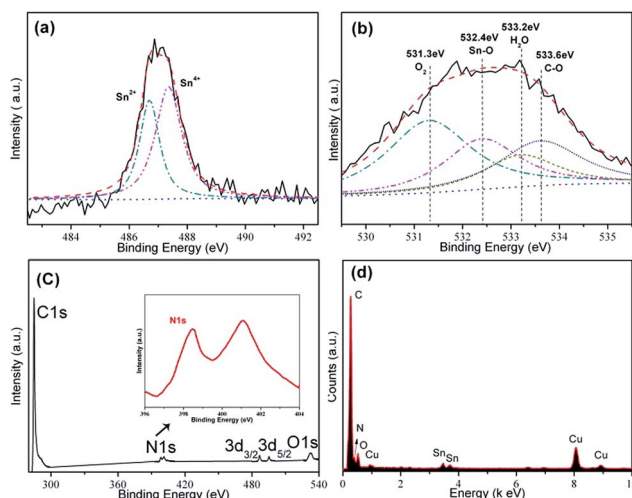 (a)
Sn2+
Sn4+
Intensity ( a.u.)
484 486 488 490 492
Binding Energy (eV)
(b)
531.3eV
O2
532.4eV
Sn-O
533.2eV
H2O
533.6eV
C-O
Intensity ( a.u.)
530 531 532 533 534 535
Binding Energy (eV)
(C)
C1s
N1s
3d3/2
3d5/2
O1s
Intensity ( a.u.)
300 360 420 480 540
Binding Energy (eV)
N1s
Intensity (a.u.)
396 398 400 402 404
Binding Energy (eV)
(d)
C
N
O
Cu
Sn
Sn
Cu
Cu
Counts (a.u.)
0 2 4 6 8 10
Energy (k eV)